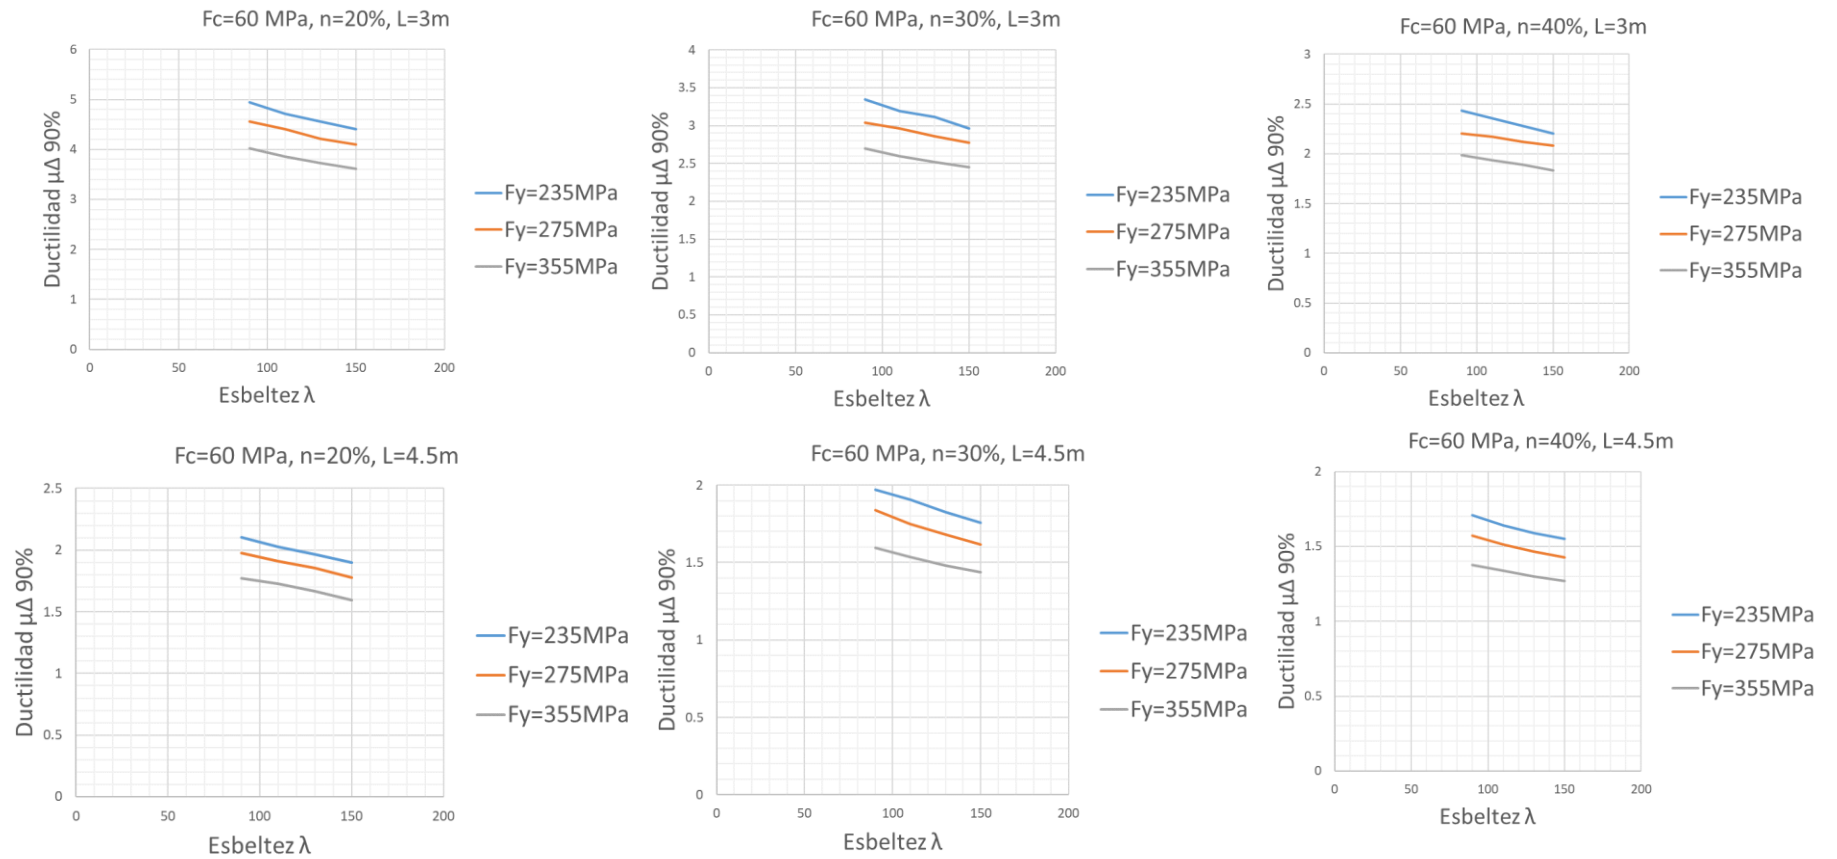 Fc=60 MPa, n=20%, L=3m
6
5
4
3
2
1
0
0 50 100 150 200
Ductilidad μΔ 90%
Esbeltez λ
Fy=235MPa
Fy=275MPa
Fy=355MPa
Fc=60 MPa, n=30%, L=3m
4
3.5
3
2.5
2
1.5
1
0.5
0
0 50 100 150 200
Ductilidad μΔ 90%
Esbeltez λ
Fy=235MPa
Fy=275MPa
Fy=355MPa
Fc=60 MPa, n=40%, L=3m
3
2.5
2
1.5
1
0.5
0
0 50 100 150 200
Ductilidad μΔ 90%
Esbeltez λ
Fy=235MPa
Fy=275MPa
Fy=355MPa
Fc=60 MPa, n=20%, L=4.5m
2.5
2
1.5
1
0.5
0
0 50 100 150 200
Ductilidad μΔ 90%
Esbeltez λ
Fy=235MPa
Fy=275MPa
Fy=355MPa
Fc=60 MPa, n=30%, L=4.5m
2
1.5
1
0.5
0
0 50 100 150 200
Ductilidad μΔ 90%
Esbeltez λ
Fy=235MPa
Fy=275MPa
Fy=355MPa
Fc=60 MPa, n=40%, L=4.5m
2
1.5
1
0.5
0
0 50 100 150 200
Ductilidad μΔ 90%
Esbeltez λ
Fy=235MPa
Fy=275MPa
Fy=355MPa